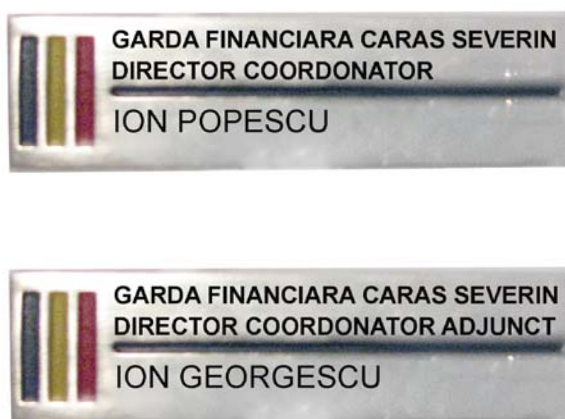 GARDA FINANCIARA CARAS SEVERIN
DIRECTOR COORDONATOR
ION POPESCU
GARDA FINANCIARA CARAS SEVERIN
DIRECTOR COORDONATOR ADJUNCT
ION GEORGESCU